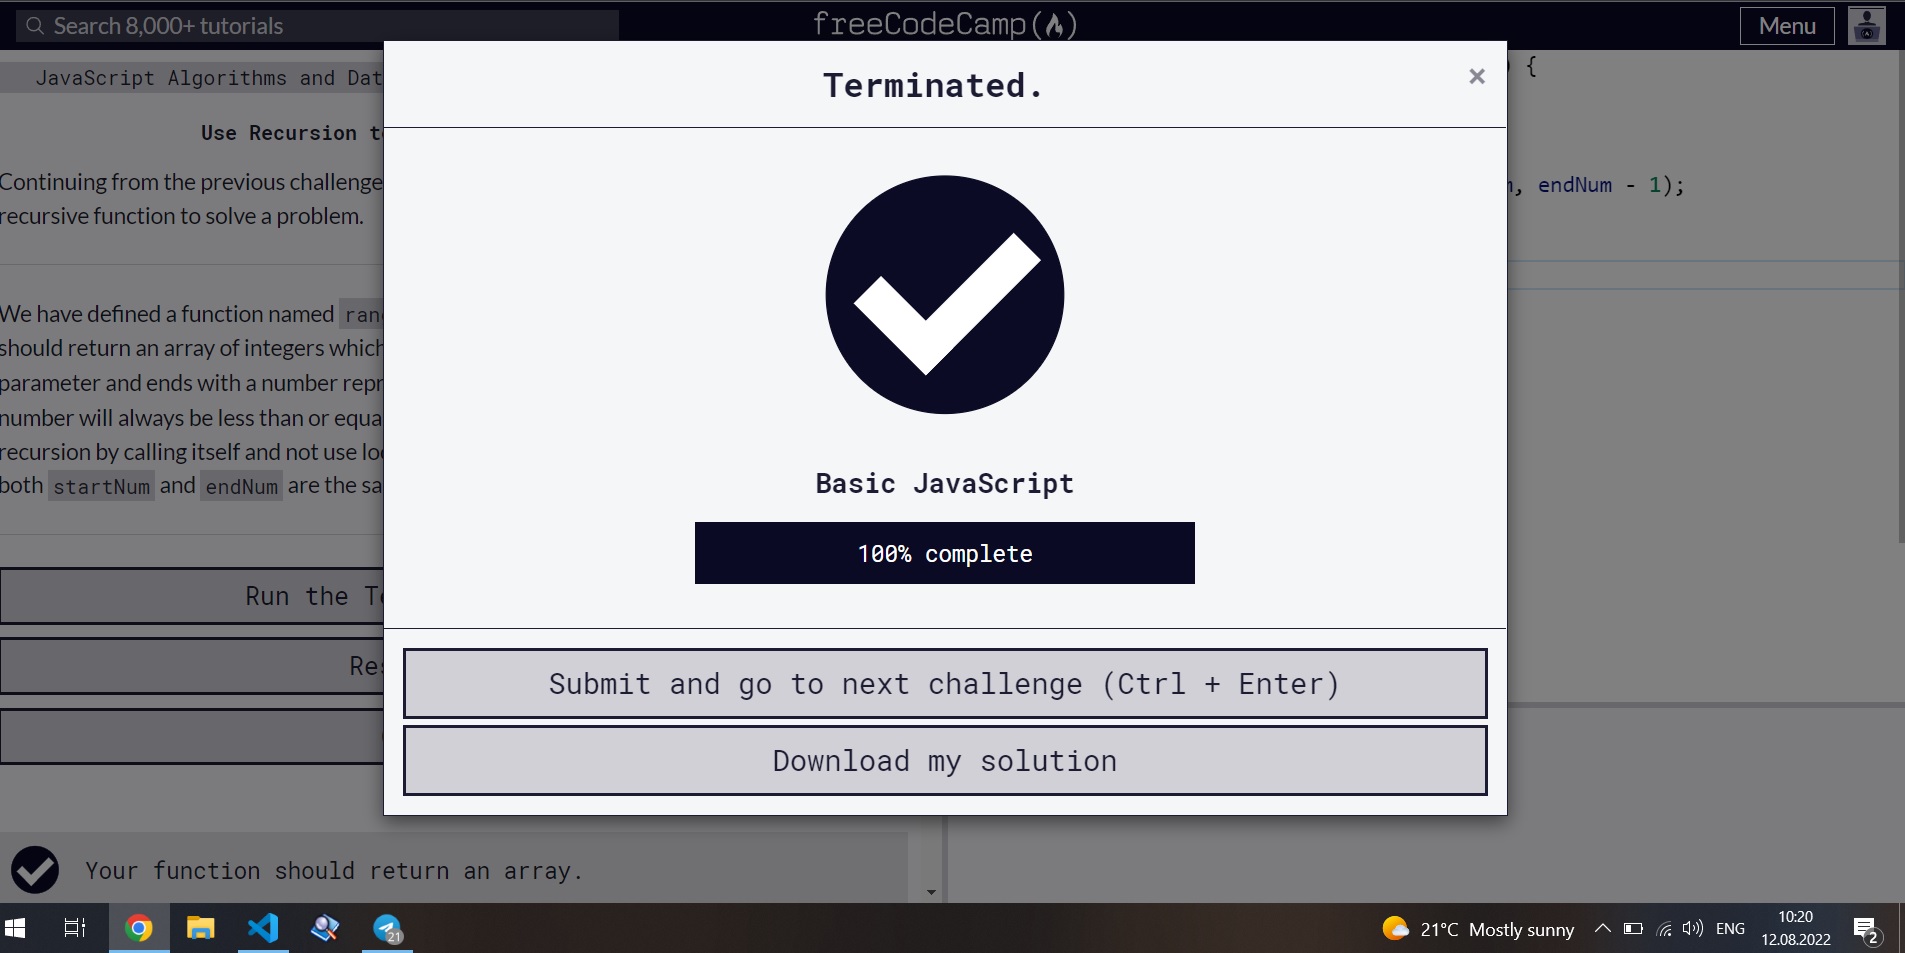 Search 8,000+ tutorials
freeCodeCamp(🔥)
Menu
JavaScript Algorithms and Dat
Use Recursion to
Continuing from the previous challenge
recursive function to solve a problem.
We have defined a function named
should return an array of integers which
parameter and ends with a number repr
number will always be less than or equa
recursion by calling itself and not use loo
both startNum and endNum are the sa
Run the Te
Res
Your function should return an array.
) {
, endNum - 1);
Terminated.
×
Basic JavaScript
100% complete
Submit and go to next challenge (Ctrl + Enter)
Download my solution
21
21°C Mostly sunny
ENG
10:20
12.08.2022
2